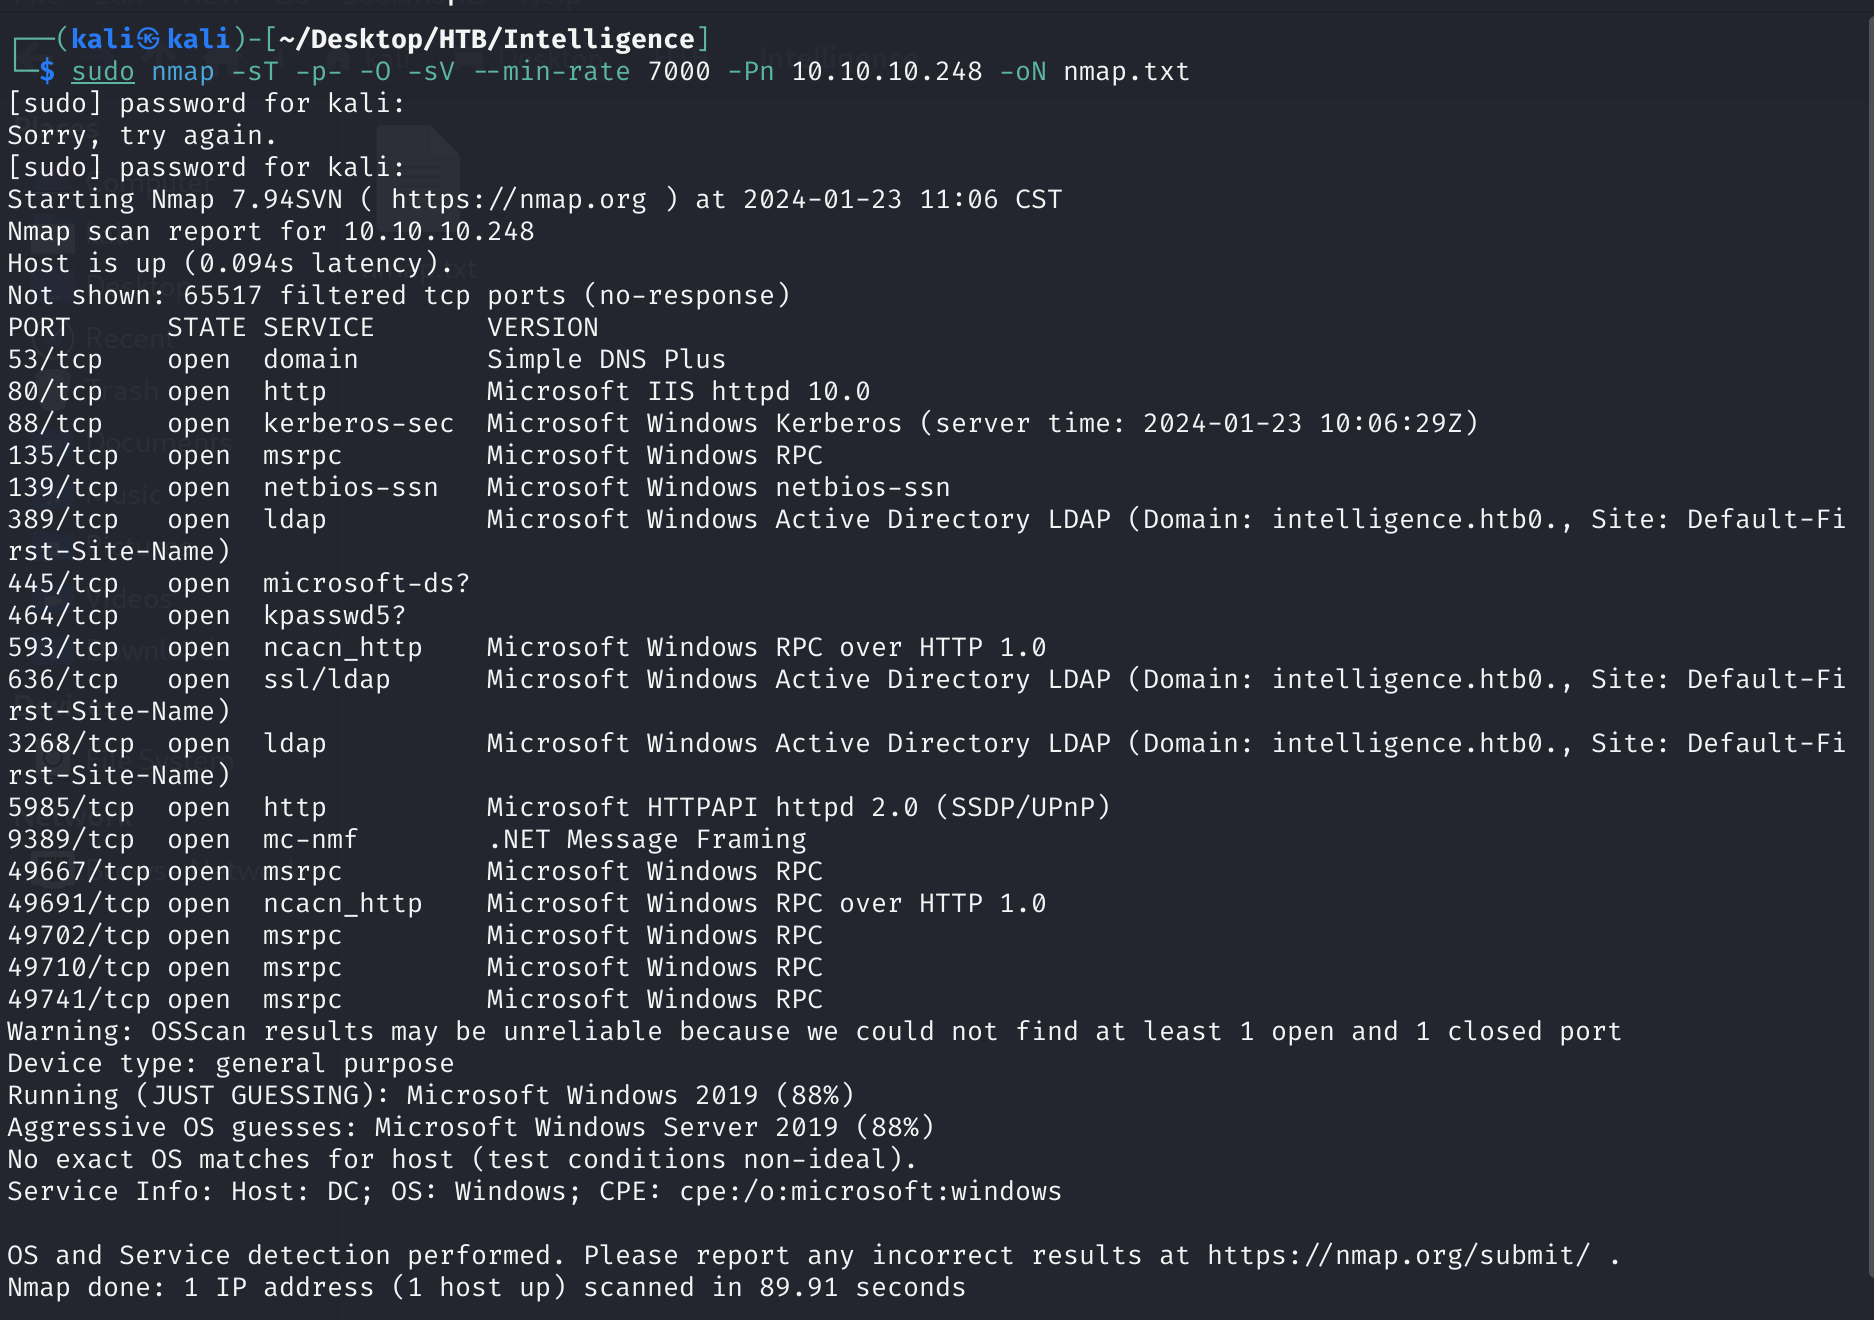 (kali㉿kali)-[~/Desktop/HTB/Intelligence]
$ sudo nmap -sT -p- -O -sV --min-rate 7000 -Pn 10.10.10.248 -oN nmap.txt
[sudo] password for kali:
Sorry, try again.
[sudo] password for kali:
Starting Nmap 7.94SVN ( https://nmap.org ) at 2024-01-23 11:06 CST
Nmap scan report for 10.10.10.248
Host is up (0.094s latency).
Not shown: 65517 filtered tcp ports (no-response)
PORT      STATE SERVICE       VERSION
53/tcp    open  domain        Simple DNS Plus
80/tcp    open  http          Microsoft IIS httpd 10.0
88/tcp    open  kerberos-sec  Microsoft Windows Kerberos (server time: 2024-01-23 10:06:29Z)
135/tcp   open  msrpc         Microsoft Windows RPC
139/tcp   open  netbios-ssn   Microsoft Windows netbios-ssn
389/tcp   open  ldap          Microsoft Windows Active Directory LDAP (Domain: intelligence.htb0., Site: Default-Fi
rst-Site-Name)
445/tcp   open  microsoft-ds?
464/tcp   open  kpasswd5?
593/tcp   open  ncacn_http    Microsoft Windows RPC over HTTP 1.0
636/tcp   open  ssl/ldap      Microsoft Windows Active Directory LDAP (Domain: intelligence.htb0., Site: Default-Fi
rst-Site-Name)
3268/tcp  open  ldap          Microsoft Windows Active Directory LDAP (Domain: intelligence.htb0., Site: Default-Fi
rst-Site-Name)
5985/tcp  open  http          Microsoft HTTPAPI httpd 2.0 (SSDP/UPnP)
9389/tcp  open  mc-nmf        .NET Message Framing
49667/tcp open  msrpc         Microsoft Windows RPC
49691/tcp open  ncacn_http    Microsoft Windows RPC over HTTP 1.0
49702/tcp open  msrpc         Microsoft Windows RPC
49710/tcp open  msrpc         Microsoft Windows RPC
49741/tcp open  msrpc         Microsoft Windows RPC
Warning: OSScan results may be unreliable because we could not find at least 1 open and 1 closed port
Device type: general purpose
Running (JUST GUESSING): Microsoft Windows 2019 (88%)
Aggressive OS guesses: Microsoft Windows Server 2019 (88%)
No exact OS matches for host (test conditions non-ideal).
Service Info: Host: DC; OS: Windows; CPE: cpe:/o:microsoft:windows
OS and Service detection performed. Please report any incorrect results at https://nmap.org/submit/ .
Nmap done: 1 IP address (1 host up) scanned in 89.91 seconds